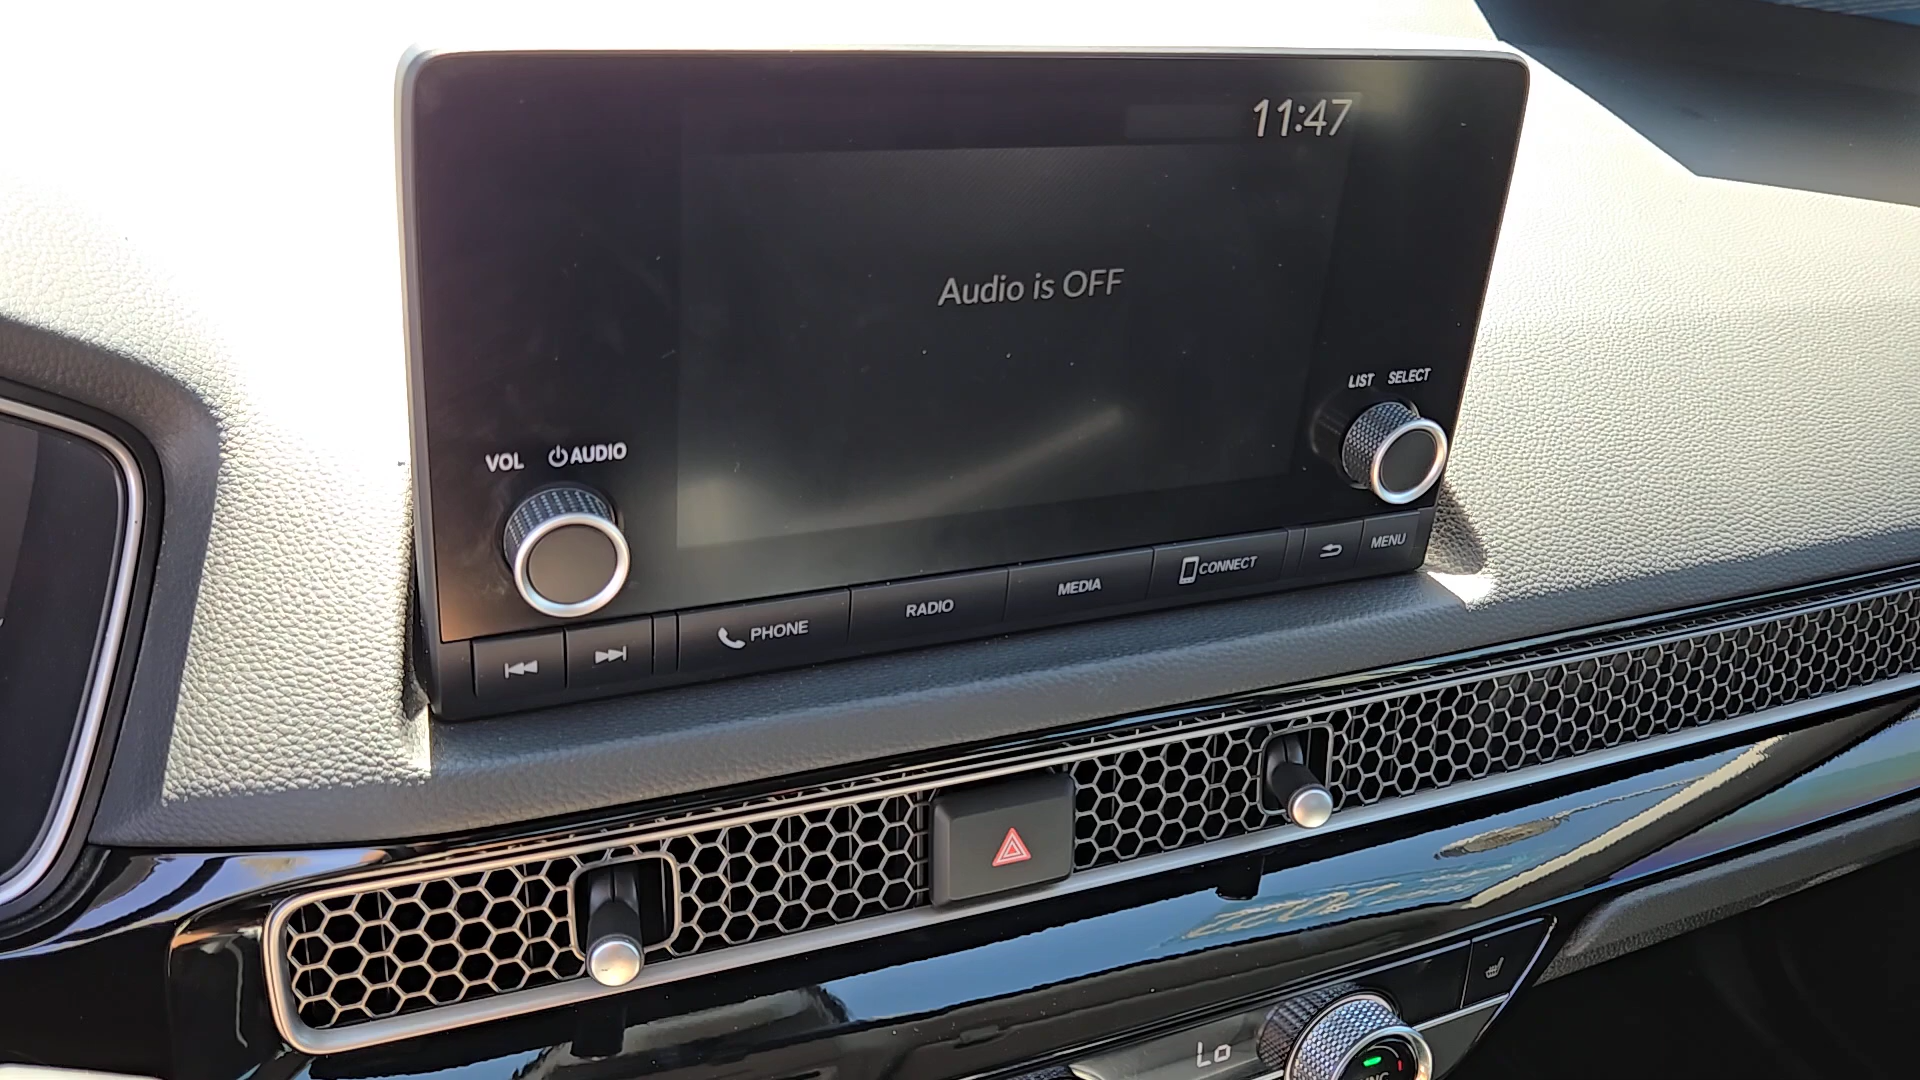 11:47
Audio is OFF
LIST SELECT
VOL AUDIO
PHONE RADIO MEDIA CONNECT MENU
Lo